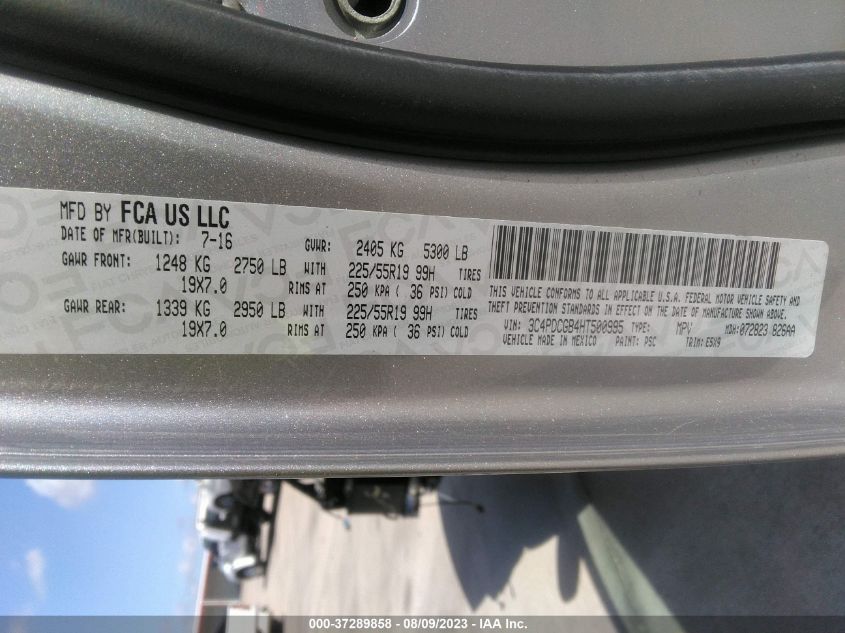 MFD BY FCA US LLC
DATE OF MFR(BUILT): 7-16
GVWR: 2405 KG 5300 LB
GAWR FRONT: 1248 KG 2750 LB WITH 225/55R19 99H TIRES
19X7.0 RIMS AT 250 KPA ( 36 PSI) COLD
GAWR REAR: 1339 KG 2950 LB WITH 225/55R19 99H TIRES
19X7.0 RIMS AT 250 KPA ( 36 PSI) COLD
THIS VEHICLE CONFORMS TO ALL APPLICABLE U.S.A. FEDERAL MOTOR VEHICLE SAFETY AND
THEFT PREVENTION STANDARDS IN EFFECT ON THE DATE OF MANUFACTURE SHOWN ABOVE.
VIN: 3C4PDCGB4HT500995 TYPE: MPV MDH:072823 828AA
VEHICLE MADE IN MEXICO PAINT: PSC TRIM: E5X9
000-37289858 - 08/09/2023 - IAA Inc.